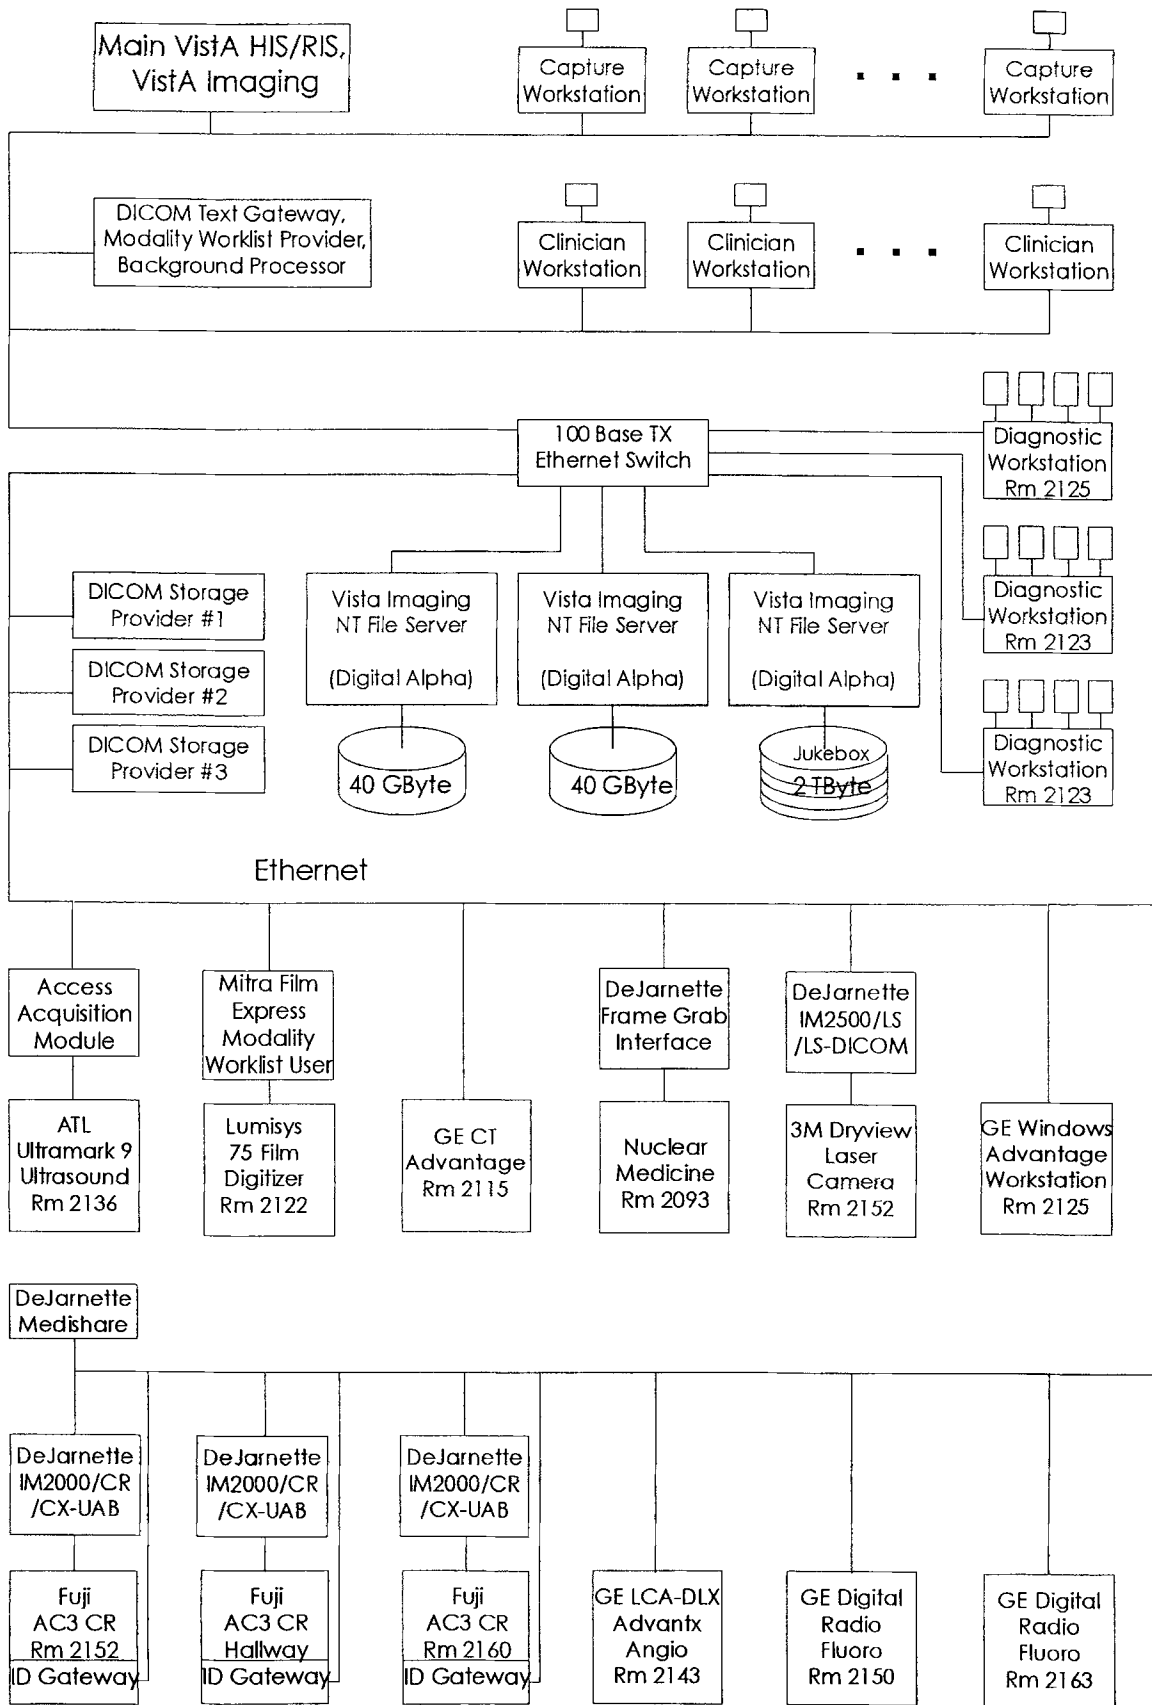 Main VistA HIS/RIS,
VistA Imaging
Capture
Workstation
Capture
Workstation
Capture
Workstation
DICOM Text Gateway,
Modality Worklist Provider,
Background Processor
Clinician
Workstation
Clinician
Workstation
Clinician
Workstation
100 Base TX
Ethernet Switch
Diagnostic
Workstation
Rm 2125
Diagnostic
Workstation
Rm 2123
Diagnostic
Workstation
Rm 2123
DICOM Storage
Provider #1
DICOM Storage
Provider #2
DICOM Storage
Provider #3
Vista Imaging
NT File Server
(Digital Alpha)
Vista Imaging
NT File Server
(Digital Alpha)
Vista Imaging
NT File Server
(Digital Alpha)
40 GByte
40 GByte
Jukebox
2 TByte
Ethernet
Access
Acquisition
Module
Mitra Film
Express
Modality
Worklist User
DeJarnette
Frame Grab
Interface
DeJarnette
IM2500/LS
/LS-DICOM
ATL
Ultramark 9
Ultrasound
Rm 2136
Lumisys
75 Film
Digitizer
Rm 2122
GE CT
Advantage
Rm 2115
Nuclear
Medicine
Rm 2093
3M Dryview
Laser
Camera
Rm 2152
GE Windows
Advantage
Workstation
Rm 2125
DeJarnette
Medishare
DeJarnette
IM2000/CR
/CX-UAB
DeJarnette
IM2000/CR
/CX-UAB
DeJarnette
IM2000/CR
/CX-UAB
Fuji
AC3 CR
Rm 2152
ID Gateway
Fuji
AC3 CR
Hallway
ID Gateway
Fuji
AC3 CR
Rm 2160
ID Gateway
GE LCA-DLX
Advantx
Angio
Rm 2143
GE Digital
Radio
Fluoro
Rm 2150
GE Digital
Radio
Fluoro
Rm 2163